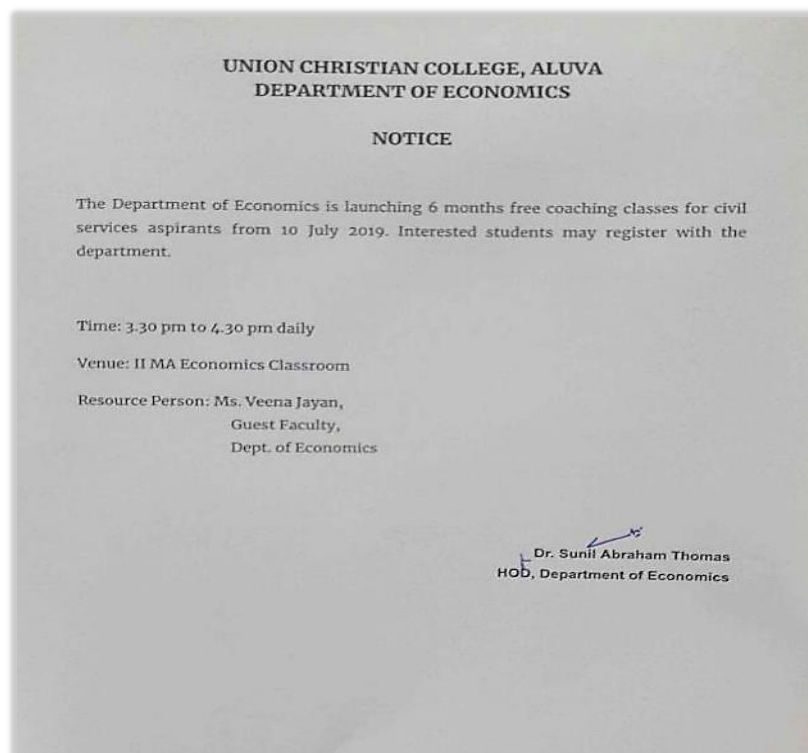 UNION CHRISTIAN COLLEGE, ALUVA
DEPARTMENT OF ECONOMICS
NOTICE
The Department of Economics is launching 6 months free coaching classes for civil
services aspirants from 10 July 2019. Interested students may register with the
department.
Time: 3.30 pm to 4.30 pm daily
Venue: II MA Economics Classroom
Resource Person: Ms. Veena Jayan,
Guest Faculty,
Dept. of Economics
Dr. Sunil Abraham Thomas
HOD, Department of Economics